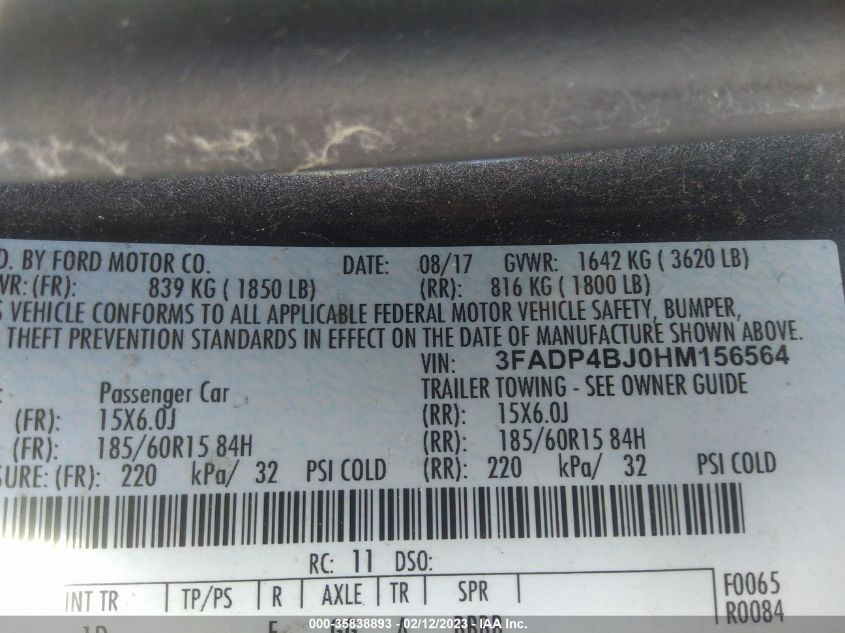 D. BY FORD MOTOR CO. DATE: 08/17 GVWR: 1642 KG ( 3620 LB)
WR: (FR): 839 KG ( 1850 LB) (RR): 816 KG ( 1800 LB)
S VEHICLE CONFORMS TO ALL APPLICABLE FEDERAL MOTOR VEHICLE SAFETY, BUMPER,
THEFT PREVENTION STANDARDS IN EFFECT ON THE DATE OF MANUFACTURE SHOWN ABOVE.
VIN: 3FADP4BJ0HM156564
: Passenger Car TRAILER TOWING - SEE OWNER GUIDE
(FR): 15X6.0J (RR): 15X6.0J
(FR): 185/60R15 84H (RR): 185/60R15 84H
SURE: (FR): 220 kPa/ 32 PSI COLD (RR): 220 kPa/ 32 PSI COLD
RC: 11 DSO:
INT TR TP/PS R AXLE TR SPR F0065
R0084
000-35838893 - 02/12/2023 - IAA Inc.